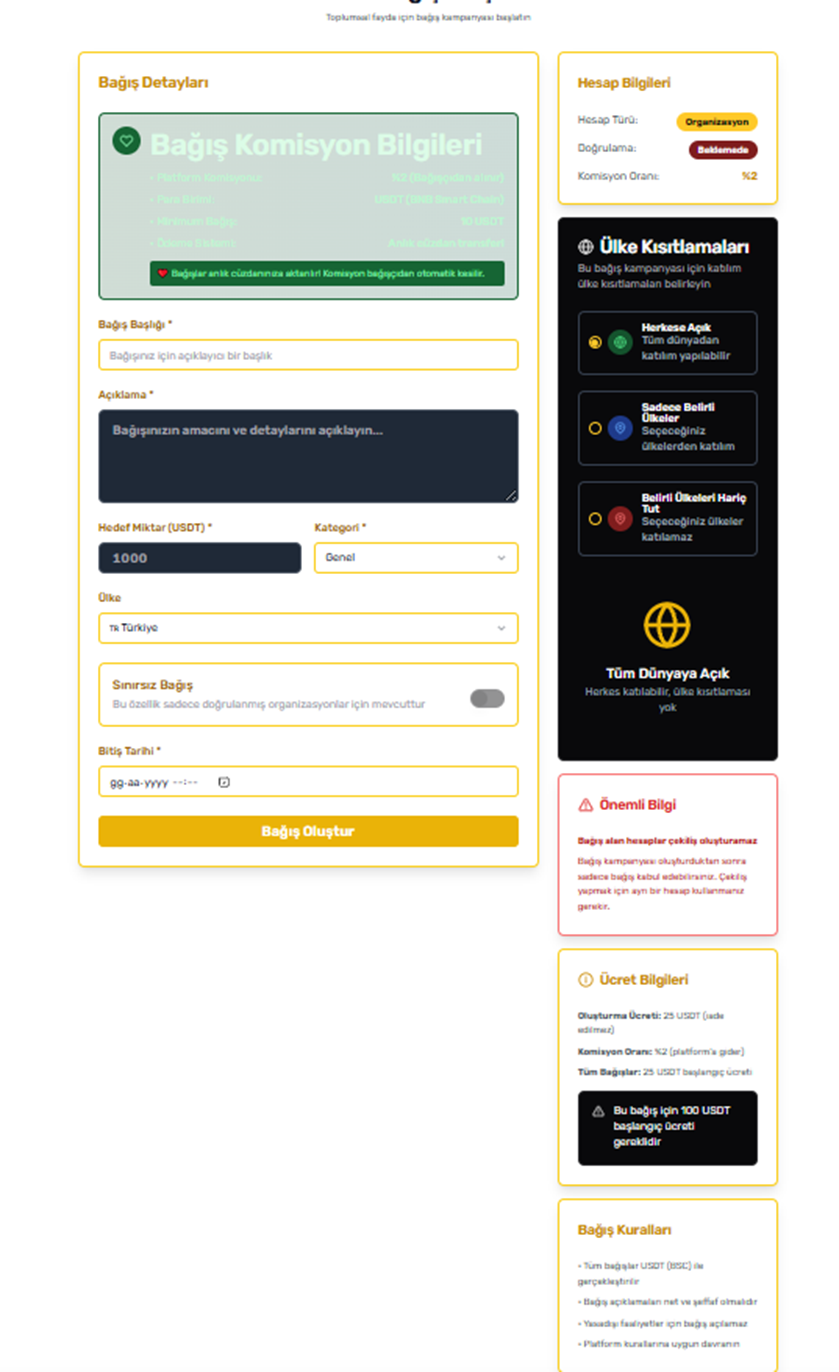 Toplumsal fayda için bağış kampanyası başlatın
Bağış Detayları
Bağış Komisyon Bilgileri
• Platform Komisyonu:
%2 (Bağışçıdan alınır)
• Para Birimi:
USDT (BNB Smart Chain)
• Minimum Bağış:
10 USDT
• Ödeme Sistemi:
Anlık cüzdan transferi
Bağışlar anlık cüzdanınıza aktarılır! Komisyon bağışçıdan otomatik kesilir.
Bağış Başlığı *
Bağışınız için açıklayıcı bir başlık
Açıklama *
Bağışınızın amacını ve detaylarını açıklayın...
Hedef Miktar (USDT) *
Kategori *
1000
Genel
Ülke
TR Türkiye
Sınırsız Bağış
Bu özellik sadece doğrulanmış organizasyonlar için mevcuttur
Bitiş Tarihi *
gg-aa-yyyy --:--
Bağış Oluştur
Hesap Bilgileri
Hesap Türü:
Organizasyon
Doğrulama:
Beklemede
Komisyon Oranı:
%2
Ülke Kısıtlamaları
Bu bağış kampanyası için katılım
ülke kısıtlamaları belirleyin
Herkese Açık
Tüm dünyadan
katılım yapılabilir
Sadece Belirli
Ülkeler
Seçeceğiniz
ülkelerden katılım
Belirli Ülkeleri Hariç
Tut
Seçeceğiniz ülkeler
katılamaz
Tüm Dünyaya Açık
Herkes katılabilir, ülke kısıtlaması
yok
Önemli Bilgi
Bağış alan hesaplar çekiliş oluşturamaz
Bağış kampanyası oluşturduktan sonra
sadece bağış kabul edebilirsiniz. Çekiliş
yapmak için ayrı bir hesap kullanmanız
gerekir.
Ücret Bilgileri
Oluşturma Ücreti: 25 USDT (iade
edilmez)
Komisyon Oranı: %2 (platform'a gider)
Tüm Bağışlar: 25 USDT başlangıç ücreti
Bu bağış için 100 USDT
başlangıç ücreti
gereklidir
Bağış Kuralları
• Tüm bağışlar USDT (BSC) ile
gerçekleştirilir
• Bağış açıklamaları net ve şeffaf olmalıdır
• Yasadışı faaliyetler için bağış açılamaz
• Platform kurallarına uygun davranın